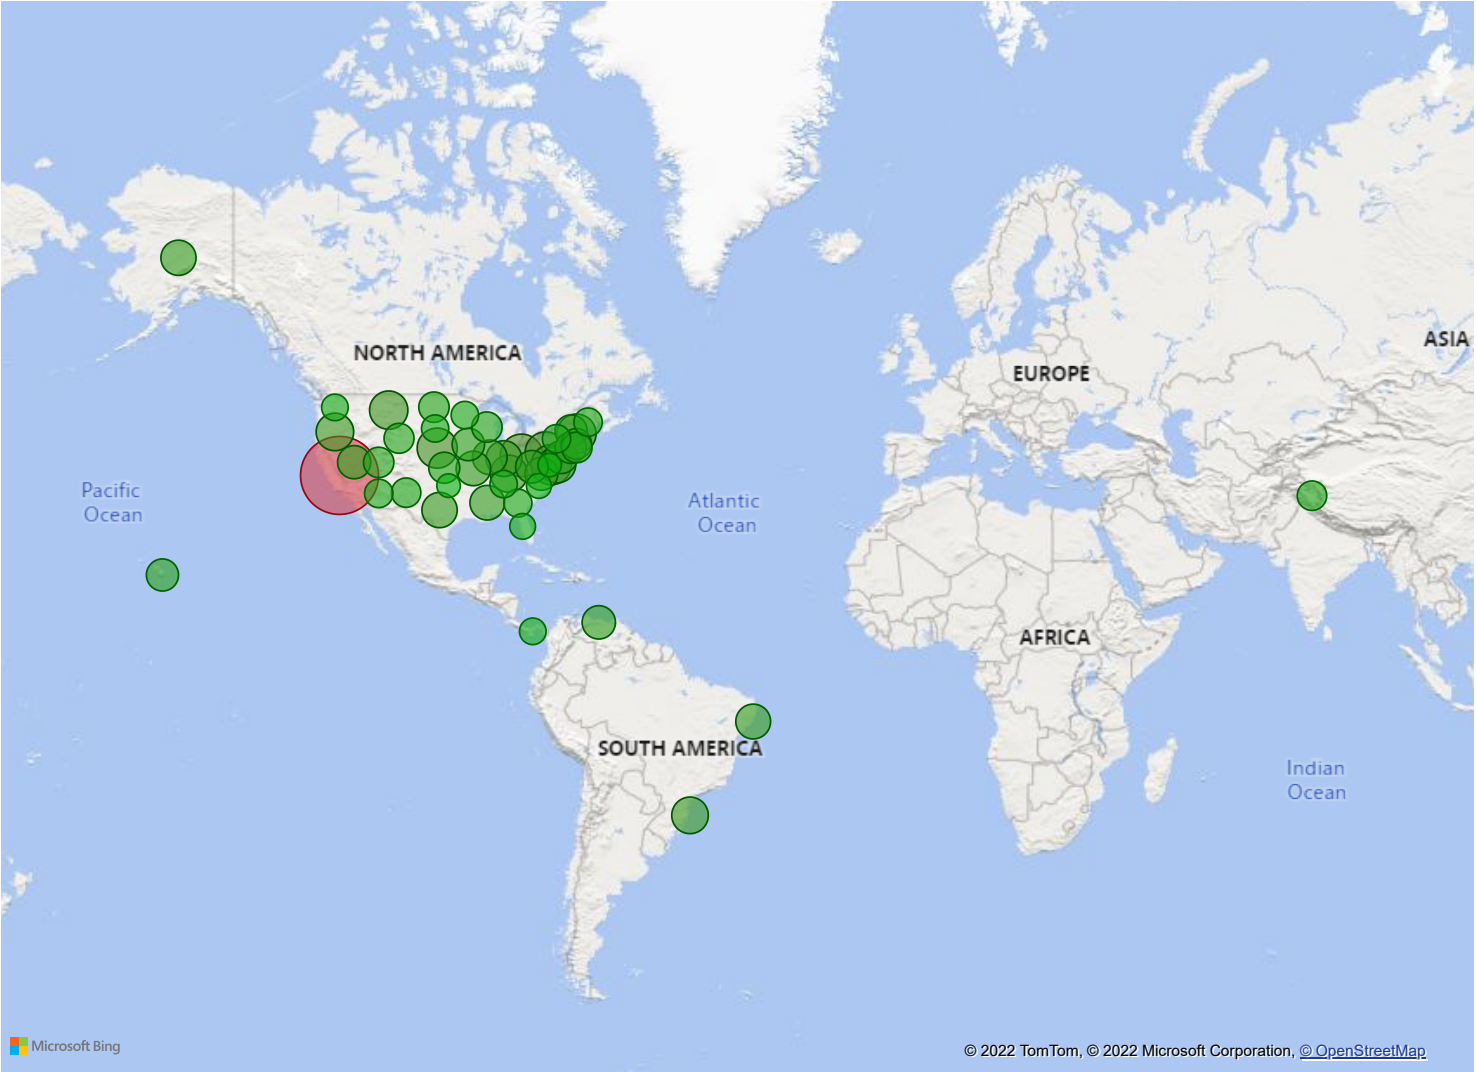 NORTH AMERICA
ASIA
EUROPE
Pacific
Ocean
Atlantic
Ocean
AFRICA
SOUTH AMERICA
Indian
Ocean
Microsoft Bing
© 2022 TomTom, © 2022 Microsoft Corporation, © OpenStreetMap